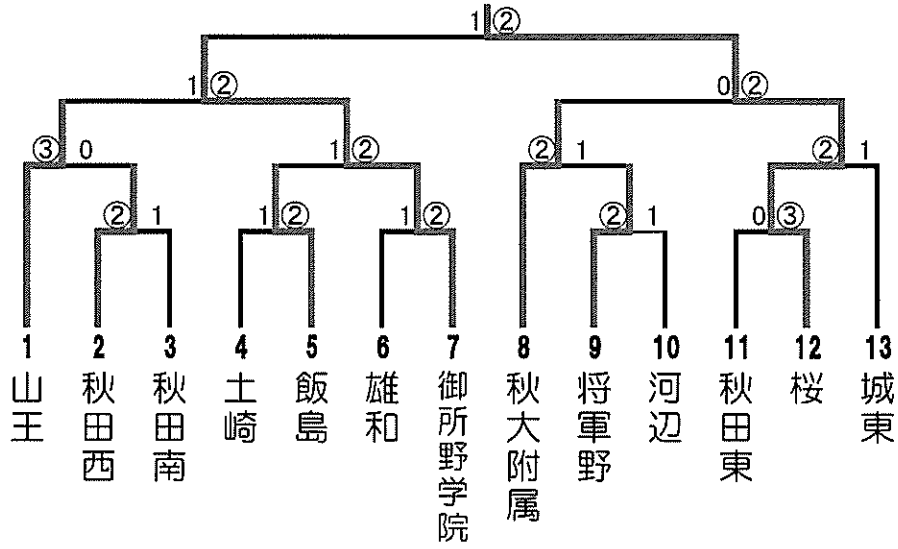 1②
1②
0②
③0
1②
②1
②1
②1
1②
1②
②1
0③
1
山王
2
秋田西
3
秋田南
4
土崎
5
飯島
6
雄和
7
御所野学院
8
秋大附属
9
将軍野
10
河辺
11
秋田東
12
桜
13
城東